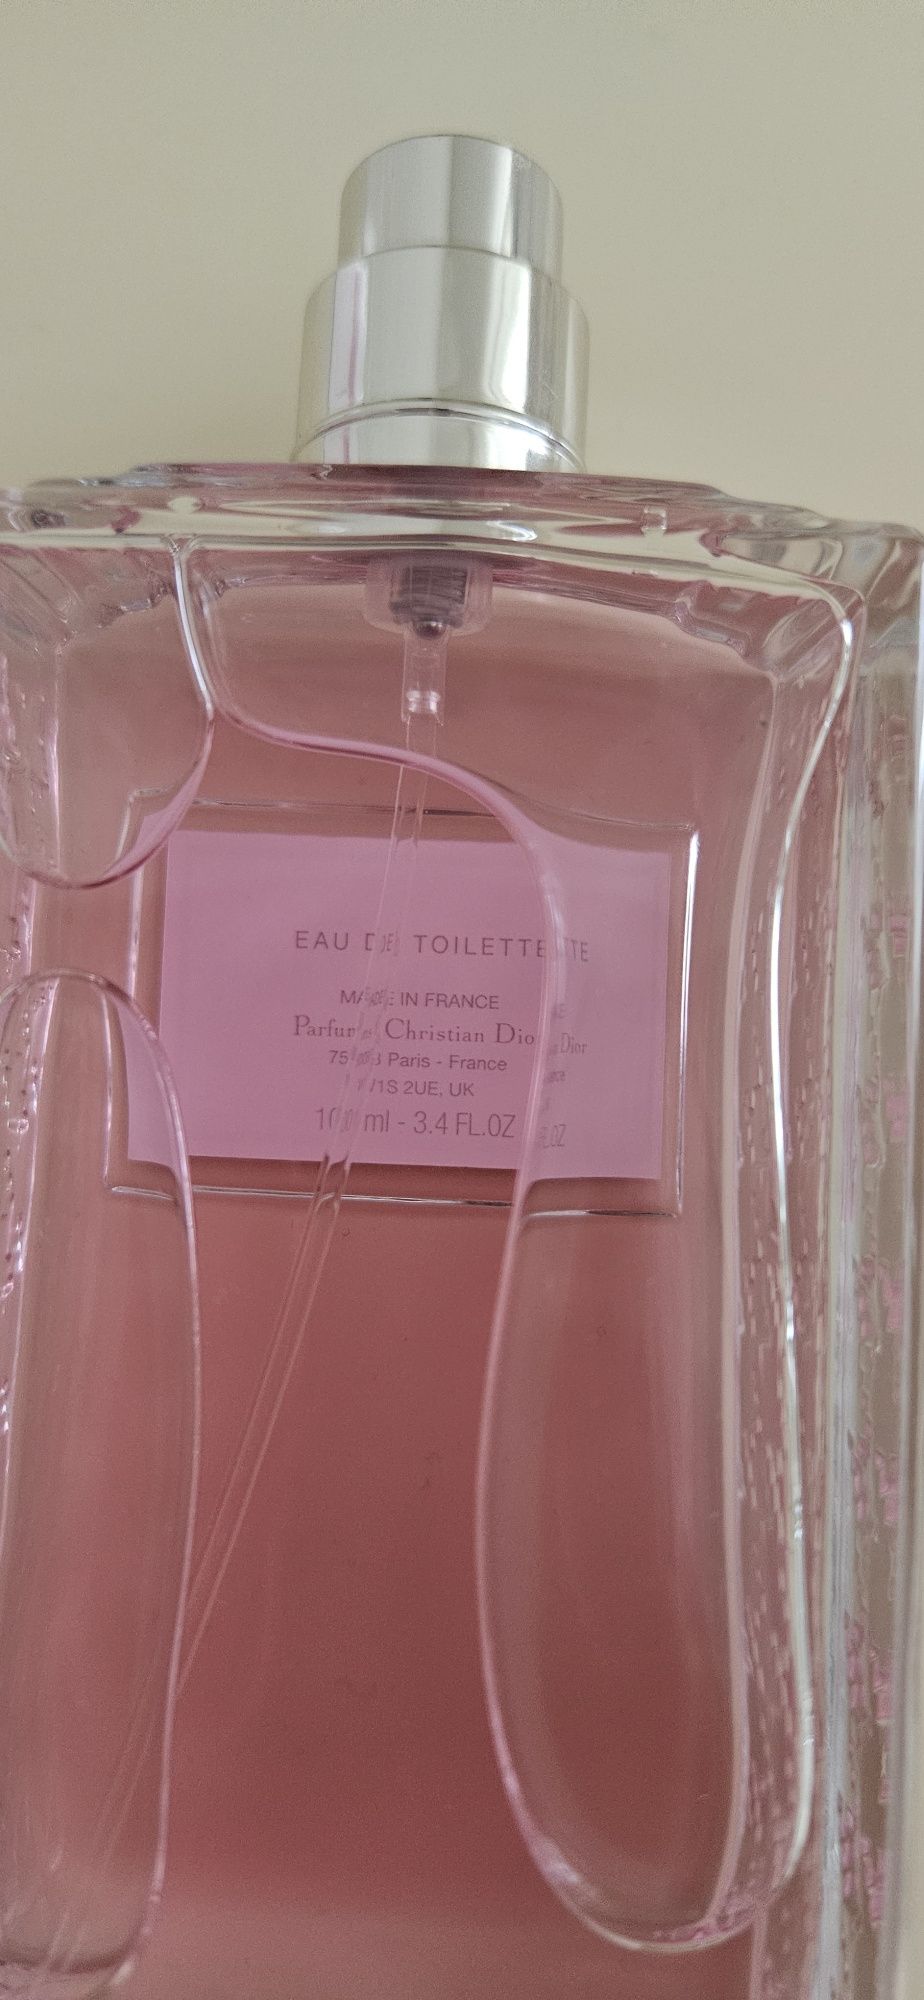 EAU DE TOILETTE
MADE IN FRANCE
Parfums Christian Dior
Paris - France
W1S 2UE, UK
100 ml - 3.4 FL.OZ